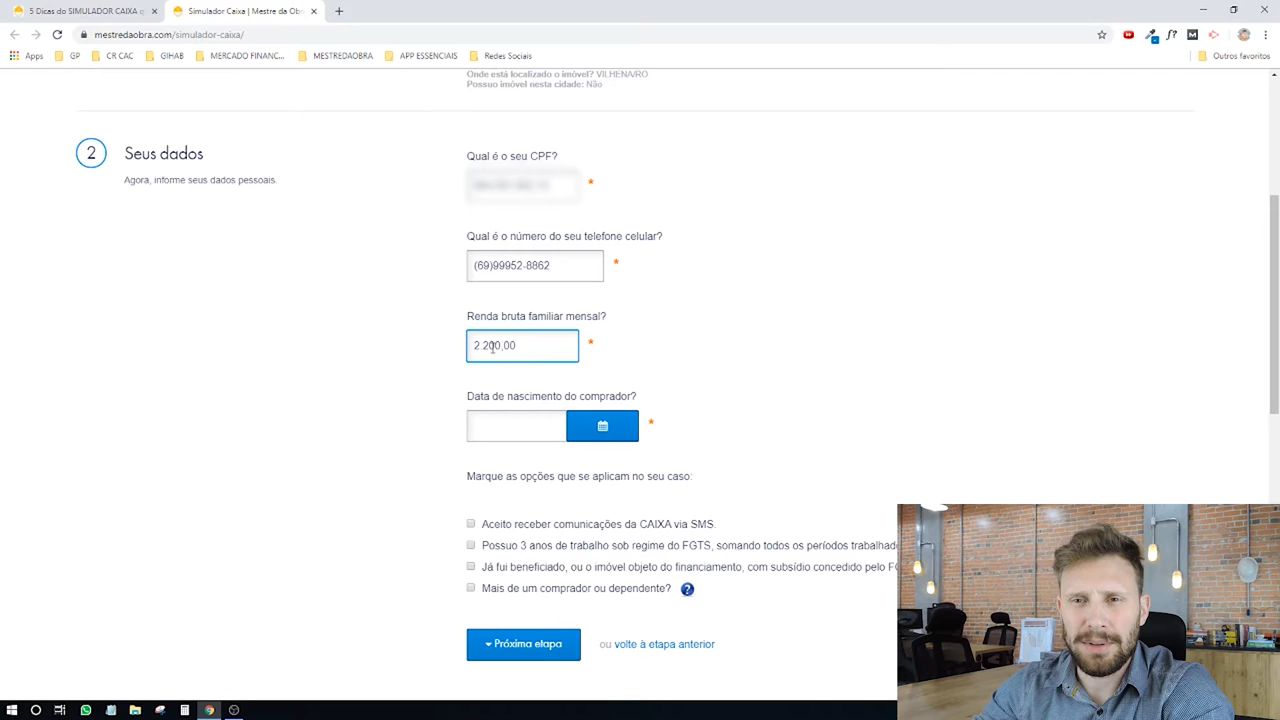 5 Dicas do SIMULADOR CAIXA q
Simulador Caixa | Mestre da Obr
mestredaobra.com/simulador-caixa/
Apps
GP
CR CAC
GIHAB
MERCADO FINANC...
MESTREDAOBRA
APP ESSENCIAIS
Redes Sociais
Outros favoritos
Onde está localizado o imóvel? VILHENA/RO
Possuo imóvel nesta cidade: Não
2 Seus dados
Agora, informe seus dados pessoais.
Qual é o seu CPF?
*
Qual é o número do seu telefone celular?
(69)99952-8862 *
Renda bruta familiar mensal?
2.200,00 *
Data de nascimento do comprador?
*
Marque as opções que se aplicam no seu caso:
Aceito receber comunicações da CAIXA via SMS.
Possuo 3 anos de trabalho sob regime do FGTS, somando todos os períodos trabalhado
Já fui beneficiado, ou o imóvel objeto do financiamento, com subsídio concedido pelo FG
Mais de um comprador ou dependente? ?
Próxima etapa ou volte à etapa anterior